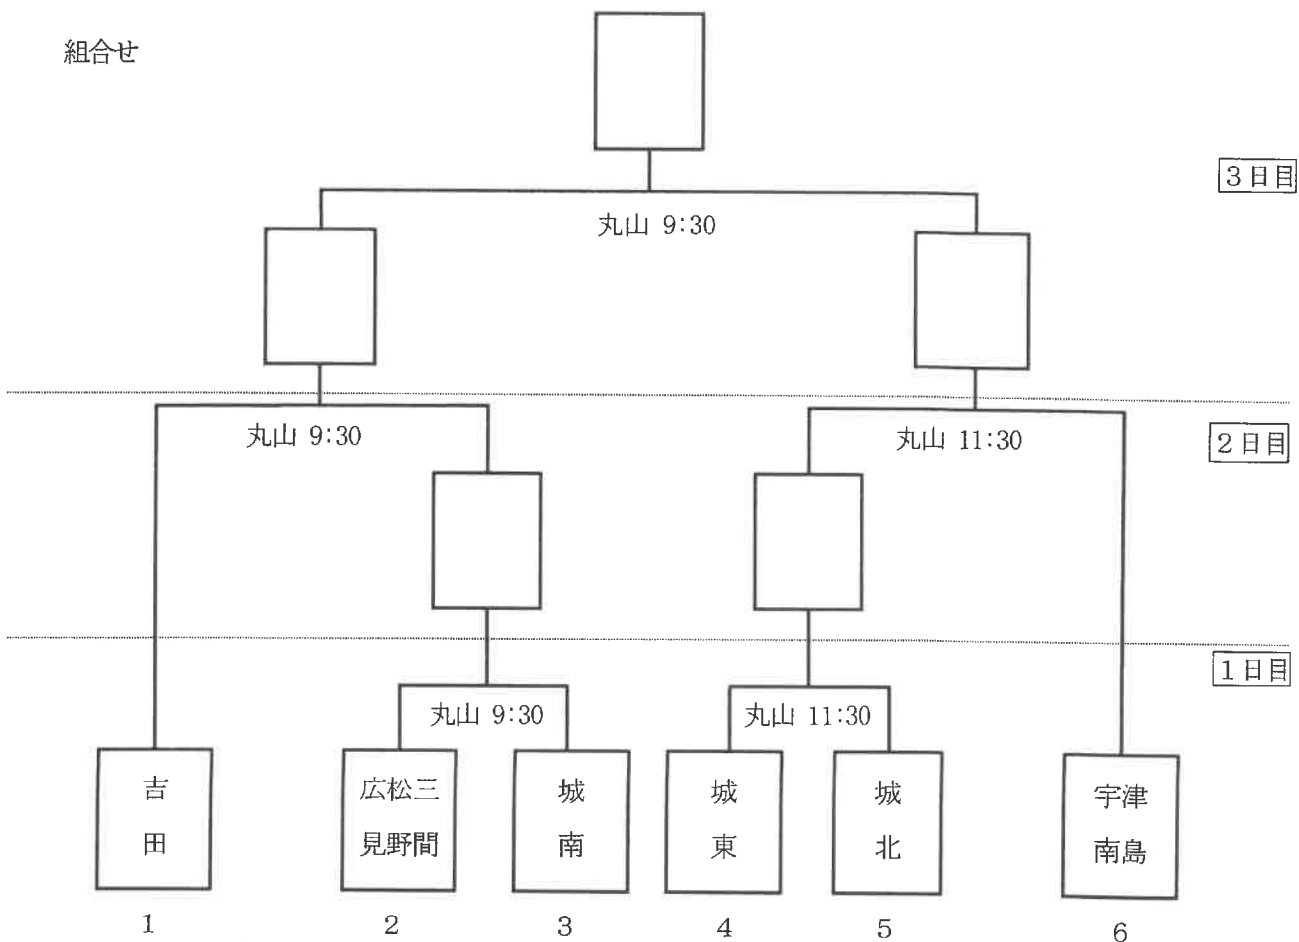 組合せ
3日目
丸山 9:30
丸山 9:30
丸山 11:30
2日目
1日目
丸山 9:30
丸山 11:30
吉田
広松三
見野間
城南
城東
城北
宇津
南島
1
2
3
4
5
6